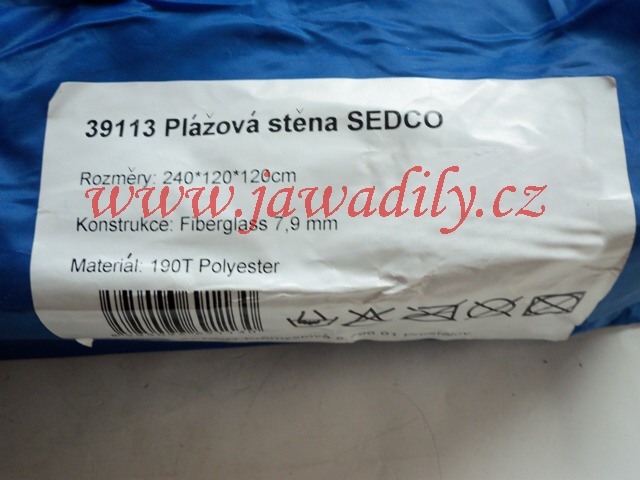 39113 Plážová stěna SEDCO
Rozměry: 240*120*120cm
www.jawadily.cz
Konstrukce: Fiberglass 7,9 mm
Materiál: 190T Polyester